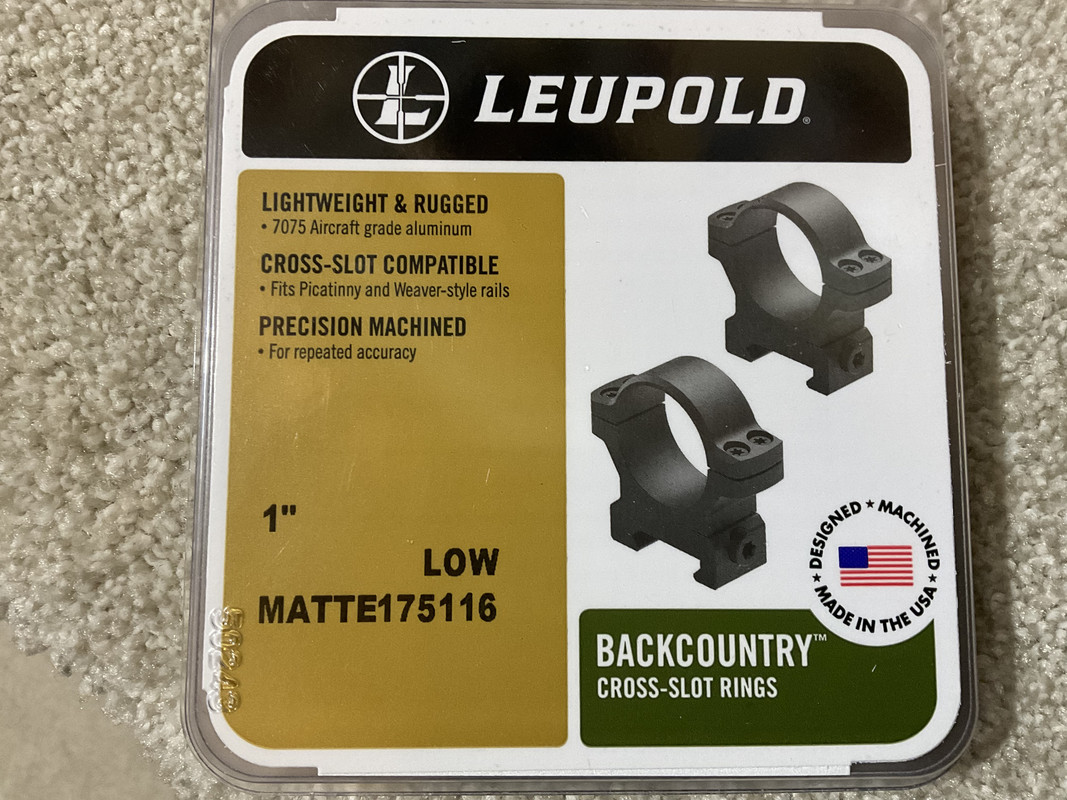 LEUPOLD®
LIGHTWEIGHT & RUGGED
• 7075 Aircraft grade aluminum
CROSS-SLOT COMPATIBLE
• Fits Picatinny and Weaver-style rails
PRECISION MACHINED
• For repeated accuracy
1"
LOW
MATTE175116
DESIGNED ★ MACHINED ★ MADE IN THE USA ★
BACKCOUNTRY™
CROSS-SLOT RINGS